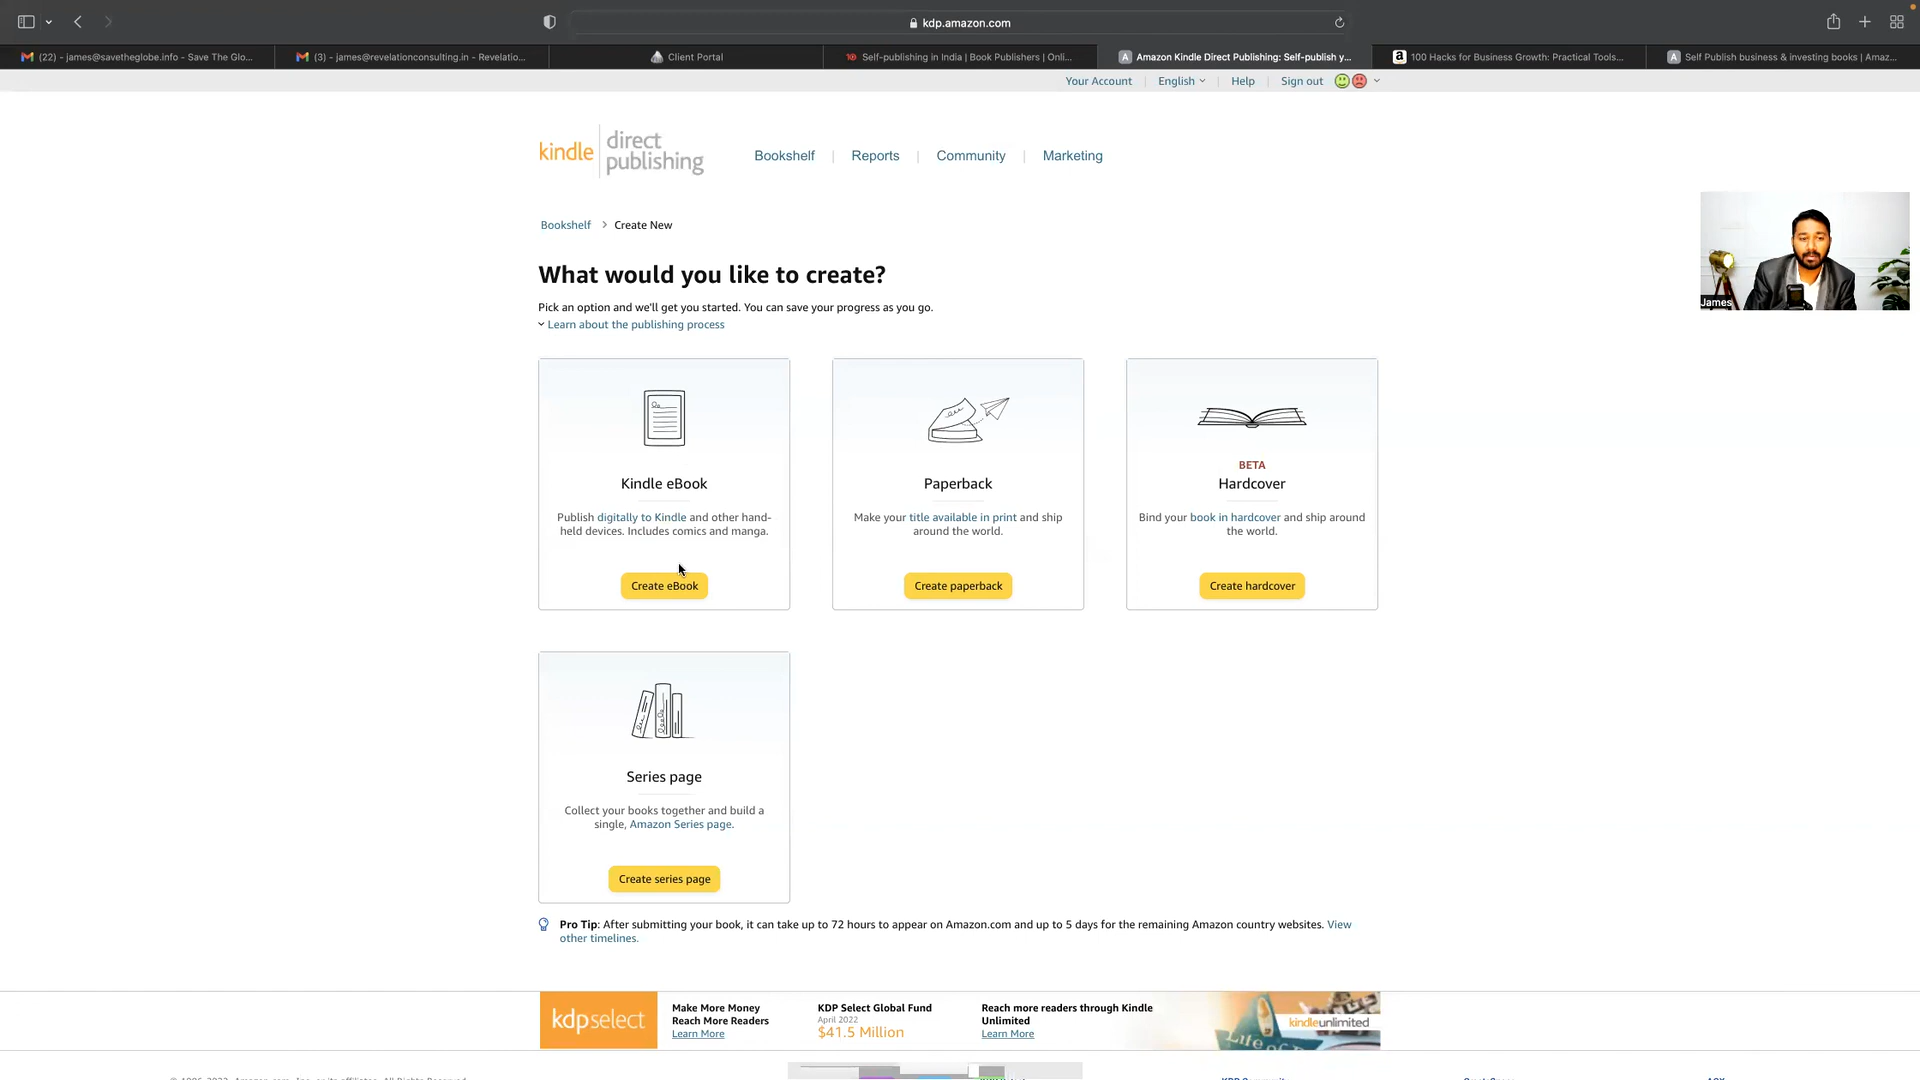 kdp.amazon.com
(22) - james@savetheglobe.info - Save The Glo...
(3) - james@revelationconsulting.in - Revelatio...
Client Portal
Self-publishing in India | Book Publishers | Onli...
Amazon Kindle Direct Publishing: Self-publish y...
100 Hacks for Business Growth: Practical Tools...
Self Publish business & investing books | Amaz...
Your Account
English
Help
Sign out
kindle direct publishing
Bookshelf | Reports | Community | Marketing
Bookshelf > Create New
What would you like to create?
Pick an option and we'll get you started. You can save your progress as you go.
Learn about the publishing process
James
Kindle eBook
Publish digitally to Kindle and other hand-
held devices. Includes comics and manga.
Create eBook
Paperback
Make your title available in print and ship
around the world.
Create paperback
BETA
Hardcover
Bind your book in hardcover and ship around
the world.
Create hardcover
Series page
Collect your books together and build a
single, Amazon Series page.
Create series page
Pro Tip: After submitting your book, it can take up to 72 hours to appear on Amazon.com and up to 5 days for the remaining Amazon country websites. View
other timelines.
kdpselect
Make More Money
Reach More Readers
Learn More
KDP Select Global Fund
April 2022
$41.5 Million
Reach more readers through Kindle
Unlimited
Learn More
Life of
kindleunlimited